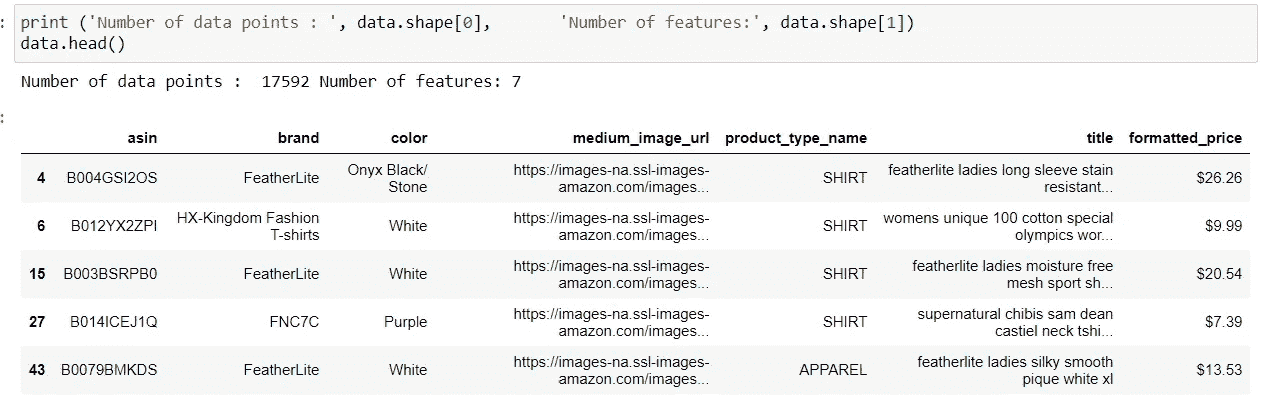 : print ('Number of data points : ', data.shape[0],       'Number of features:', data.shape[1])
data.head()
Number of data points :  17592 Number of features: 7
:
asin brand color medium_image_url product_type_name title formatted_price
4 B004GSI2OS FeatherLite Onyx Black/ Stone https://images-na.ssl-images-amazon.com/images... SHIRT featherlite ladies long sleeve stain resistant... $26.26
6 B012YX2ZPI HX-Kingdom Fashion T-shirts White https://images-na.ssl-images-amazon.com/images... SHIRT womens unique 100 cotton special olympics wor... $9.99
15 B003BSRPB0 FeatherLite White https://images-na.ssl-images-amazon.com/images... SHIRT featherlite ladies moisture free mesh sport sh... $20.54
27 B014ICEJ1Q FNC7C Purple https://images-na.ssl-images-amazon.com/images... SHIRT supernatural chibis sam dean castiel neck tshi... $7.39
43 B0079BMKDS FeatherLite White https://images-na.ssl-images-amazon.com/images... APPAREL featherlite ladies silky smooth pique white xl $13.53